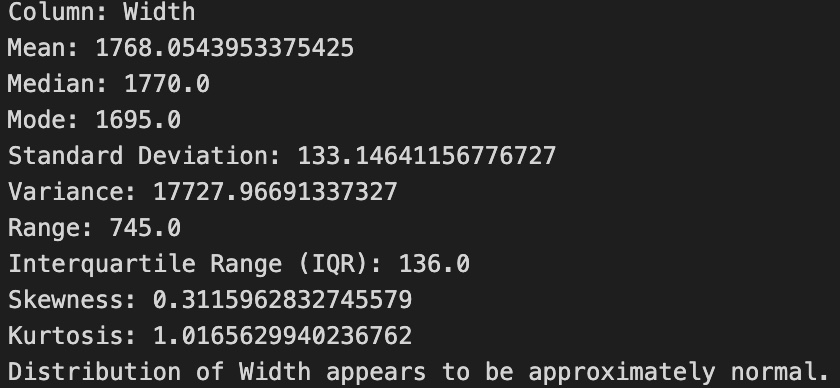 Column: Width
Mean: 1768.0543953375425
Median: 1770.0
Mode: 1695.0
Standard Deviation: 133.14641156776727
Variance: 17727.96691337327
Range: 745.0
Interquartile Range (IQR): 136.0
Skewness: 0.3115962832745579
Kurtosis: 1.0165629940236762
Distribution of Width appears to be approximately normal.